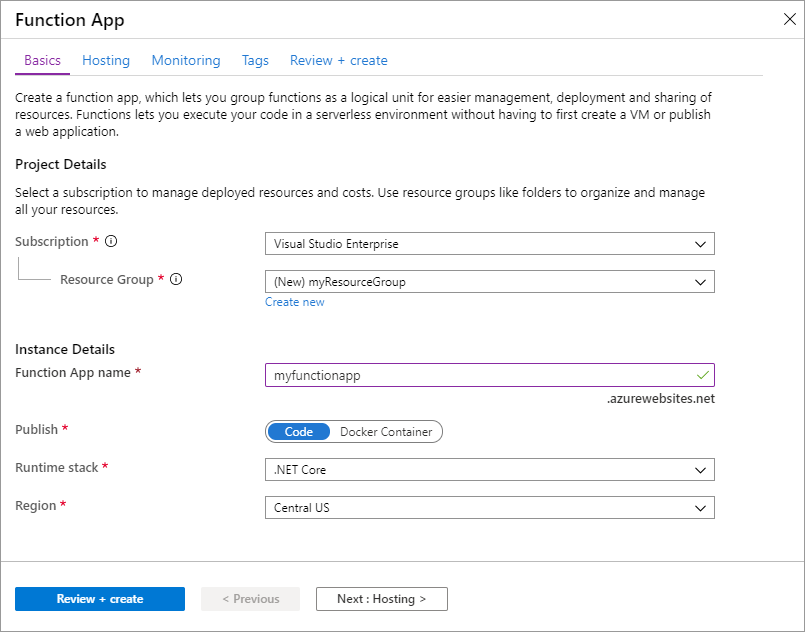 Function App
Basics Hosting Monitoring Tags Review + create
Create a function app, which lets you group functions as a logical unit for easier management, deployment and sharing of
resources. Functions lets you execute your code in a serverless environment without having to first create a VM or publish
a web application.
Project Details
Select a subscription to manage deployed resources and costs. Use resource groups like folders to organize and manage
all your resources.
Subscription * Visual Studio Enterprise
Resource Group * (New) myResourceGroup
Create new
Instance Details
Function App name * myfunctionapp
.azurewebsites.net
Publish * Code Docker Container
Runtime stack * .NET Core
Region * Central US
Review + create < Previous Next : Hosting >